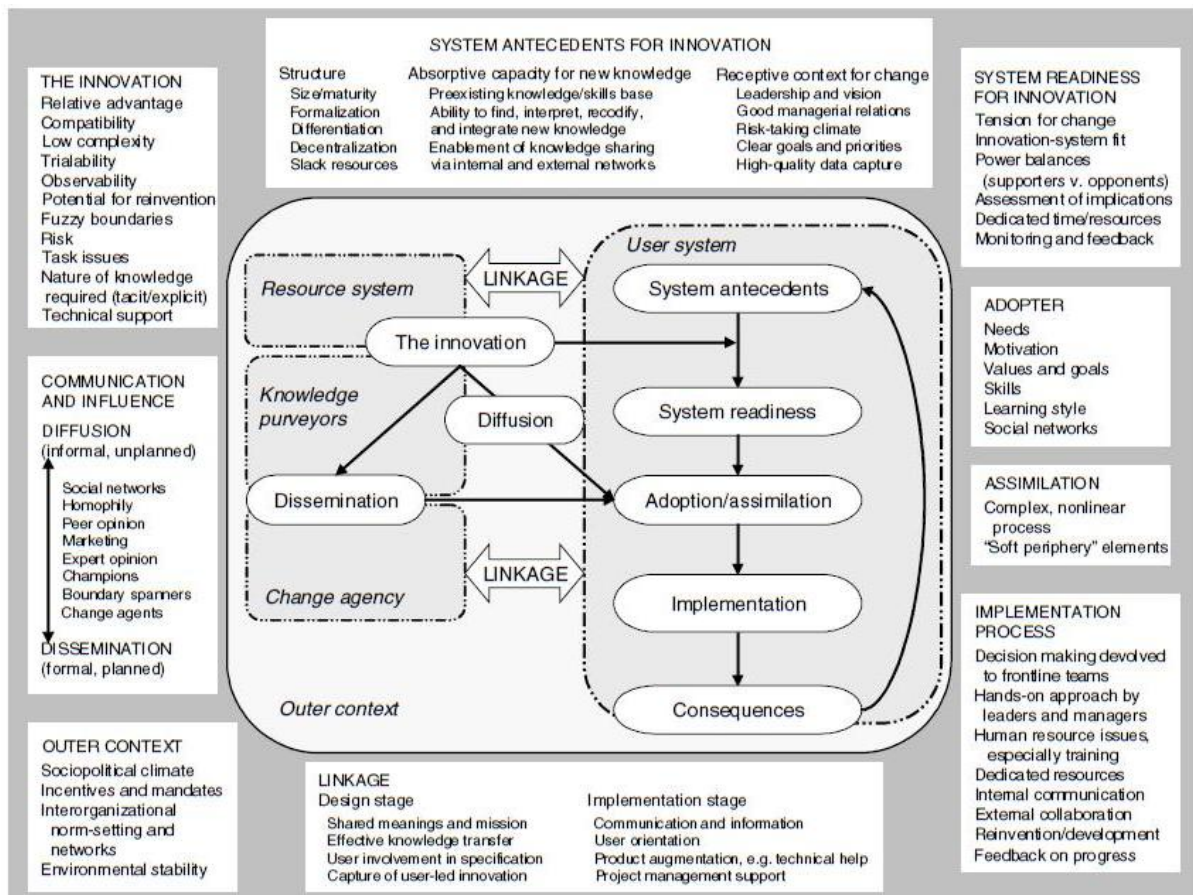 SYSTEM ANTECEDENTS FOR INNOVATION
Structure
Size/maturity
Formalization
Differentiation
Decentralization
Slack resources
Absorptive capacity for new knowledge
Preexisting knowledge/skills base
Ability to find, interpret, recodify,
and integrate new knowledge
Enablement of knowledge sharing
via internal and external networks
Receptive context for change
Leadership and vision
Good managerial relations
Risk-taking climate
Clear goals and priorities
High-quality data capture
THE INNOVATION
Relative advantage
Compatibility
Low complexity
Trialability
Observability
Potential for reinvention
Fuzzy boundaries
Risk
Task issues
Nature of knowledge
required (tacit/explicit)
Technical support
COMMUNICATION
AND INFLUENCE
DIFFUSION
(informal, unplanned)
Social networks
Homophily
Peer opinion
Marketing
Expert opinion
Champions
Boundary spanners
Change agents
DISSEMINATION
(formal, planned)
OUTER CONTEXT
Sociopolitical climate
Incentives and mandates
Interorganizational
norm-setting and
networks
Environmental stability
Resource system
LINKAGE
User system
System antecedents
The innovation
Knowledge
purveyors
Diffusion
System readiness
Dissemination
Adoption/assimilation
Change agency
LINKAGE
Implementation
Outer context
Consequences
LINKAGE
Design stage
Shared meanings and mission
Effective knowledge transfer
User involvement in specification
Capture of user-led innovation
Implementation stage
Communication and information
User orientation
Product augmentation, e.g. technical help
Project management support
SYSTEM READINESS
FOR INNOVATION
Tension for change
Innovation-system fit
Power balances
(supporters v. opponents)
Assessment of implications
Dedicated time/resources
Monitoring and feedback
ADOPTER
Needs
Motivation
Values and goals
Skills
Learning style
Social networks
ASSIMILATION
Complex, nonlinear
process
"Soft periphery" elements
IMPLEMENTATION
PROCESS
Decision making devolved
to frontline teams
Hands-on approach by
leaders and managers
Human resource issues,
especially training
Dedicated resources
Internal communication
External collaboration
Reinvention/development
Feedback on progress